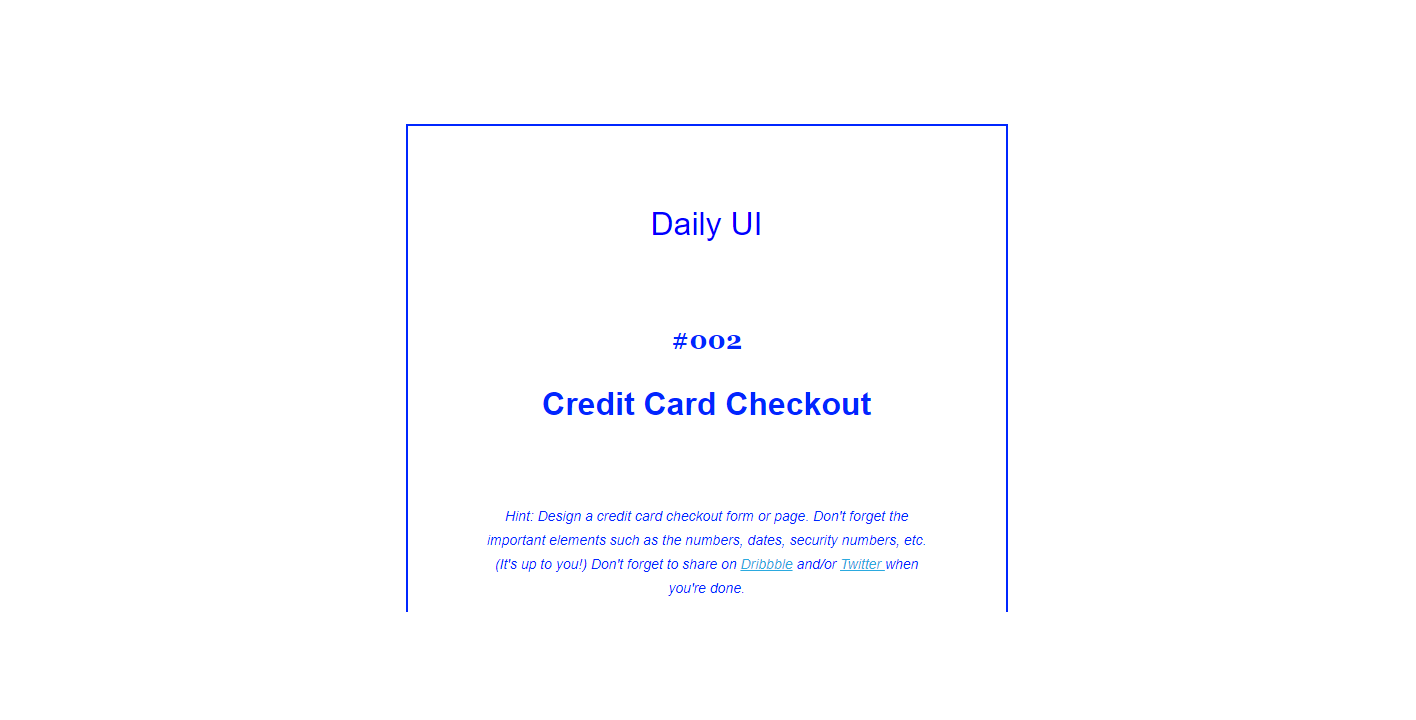 Daily UI
#002
Credit Card Checkout
Hint: Design a credit card checkout form or page. Don't forget the
important elements such as the numbers, dates, security numbers, etc.
(It's up to you!) Don't forget to share on Dribbble and/or Twitter when
you're done.